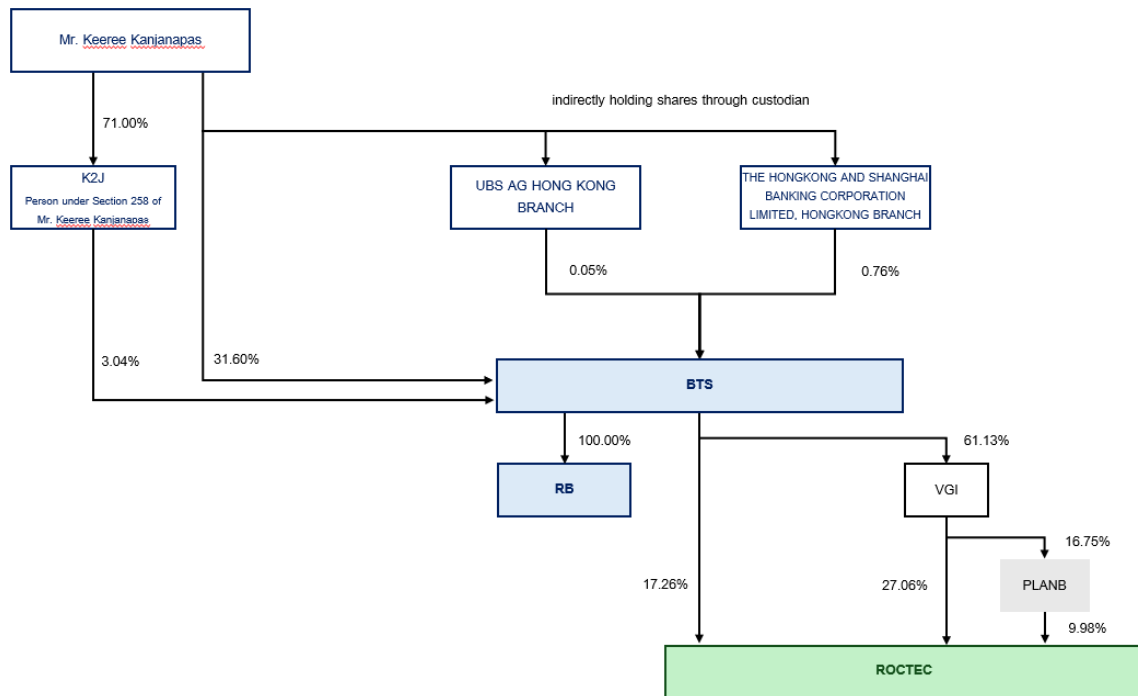 Mr. Keeree Kanjanapas
indirectly holding shares through custodian
71.00%
K2J
Person under Section 258 of
Mr. Keeree Kanjanapas
UBS AG HONG KONG
BRANCH
THE HONGKONG AND SHANGHAI
BANKING CORPORATION
LIMITED, HONGKONG BRANCH
0.05%
0.76%
3.04%
31.60%
BTS
100.00%
61.13%
RB
VGI
16.75%
17.26%
27.06%
PLANB
9.98%
ROCTEC